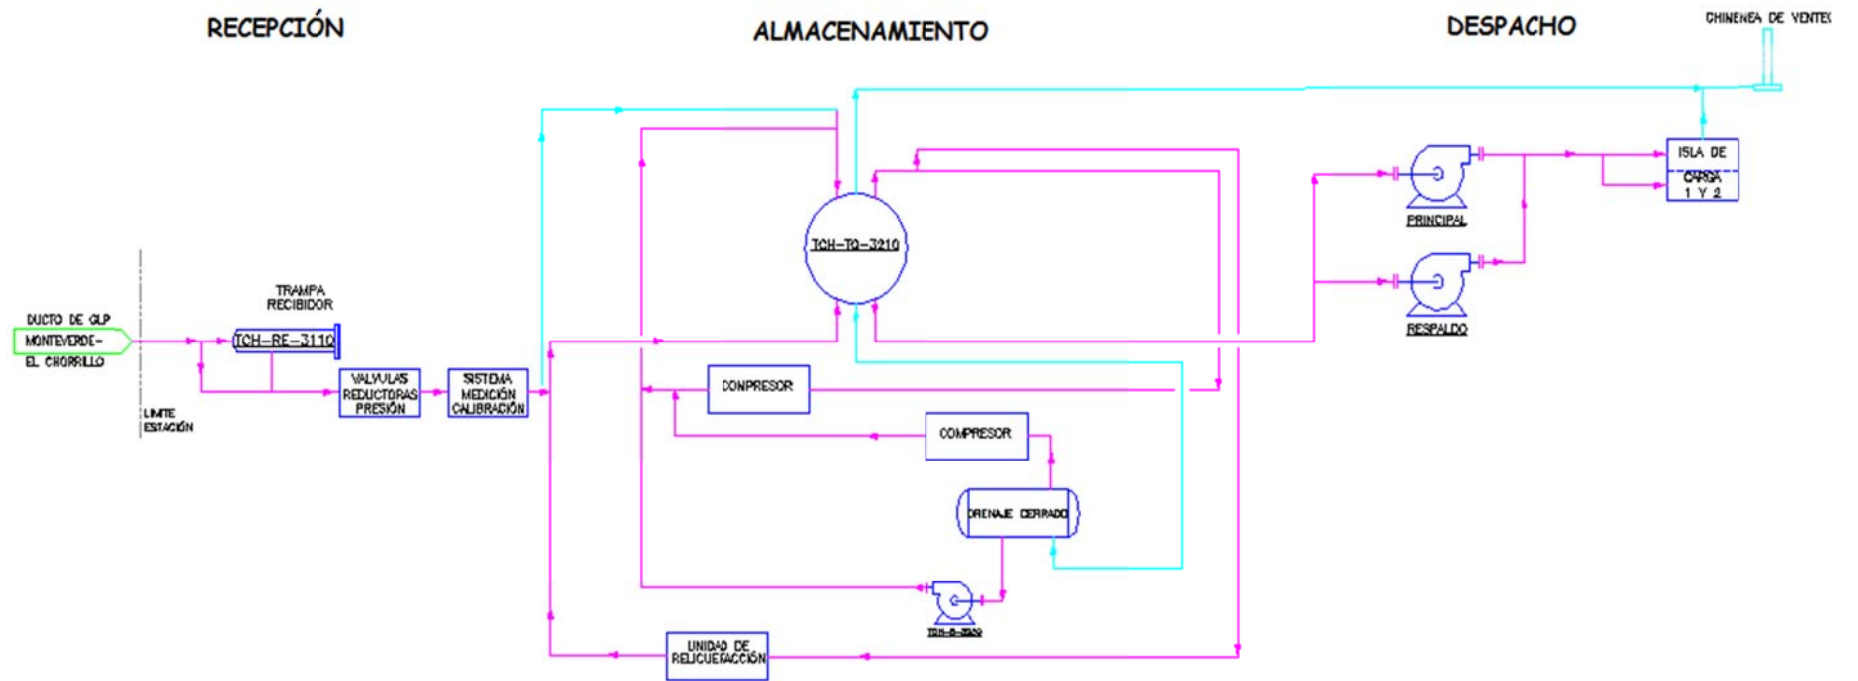 RECEPCIÓN
ALMACENAMIENTO
DESPACHO
CHIMENEA DE VENTEO
DUCTO DE GLP
MONTEVERDE-
EL CHORRILLO
LIMITE
ESTACIÓN
TRAMPA
RECIBIDOR
TCH-RE-3110
VALVULAS
REDUCTORAS
PRESIÓN
SISTEMA
MEDICIÓN
CALIBRACIÓN
TCH-TQ-3210
COMPRESOR
COMPRESOR
DRENAJE CERRADO
UNIDAD DE
RELICUEFACCIÓN
PRINCIPAL
RESPALDO
ISLA DE
CARGA
1 Y 2